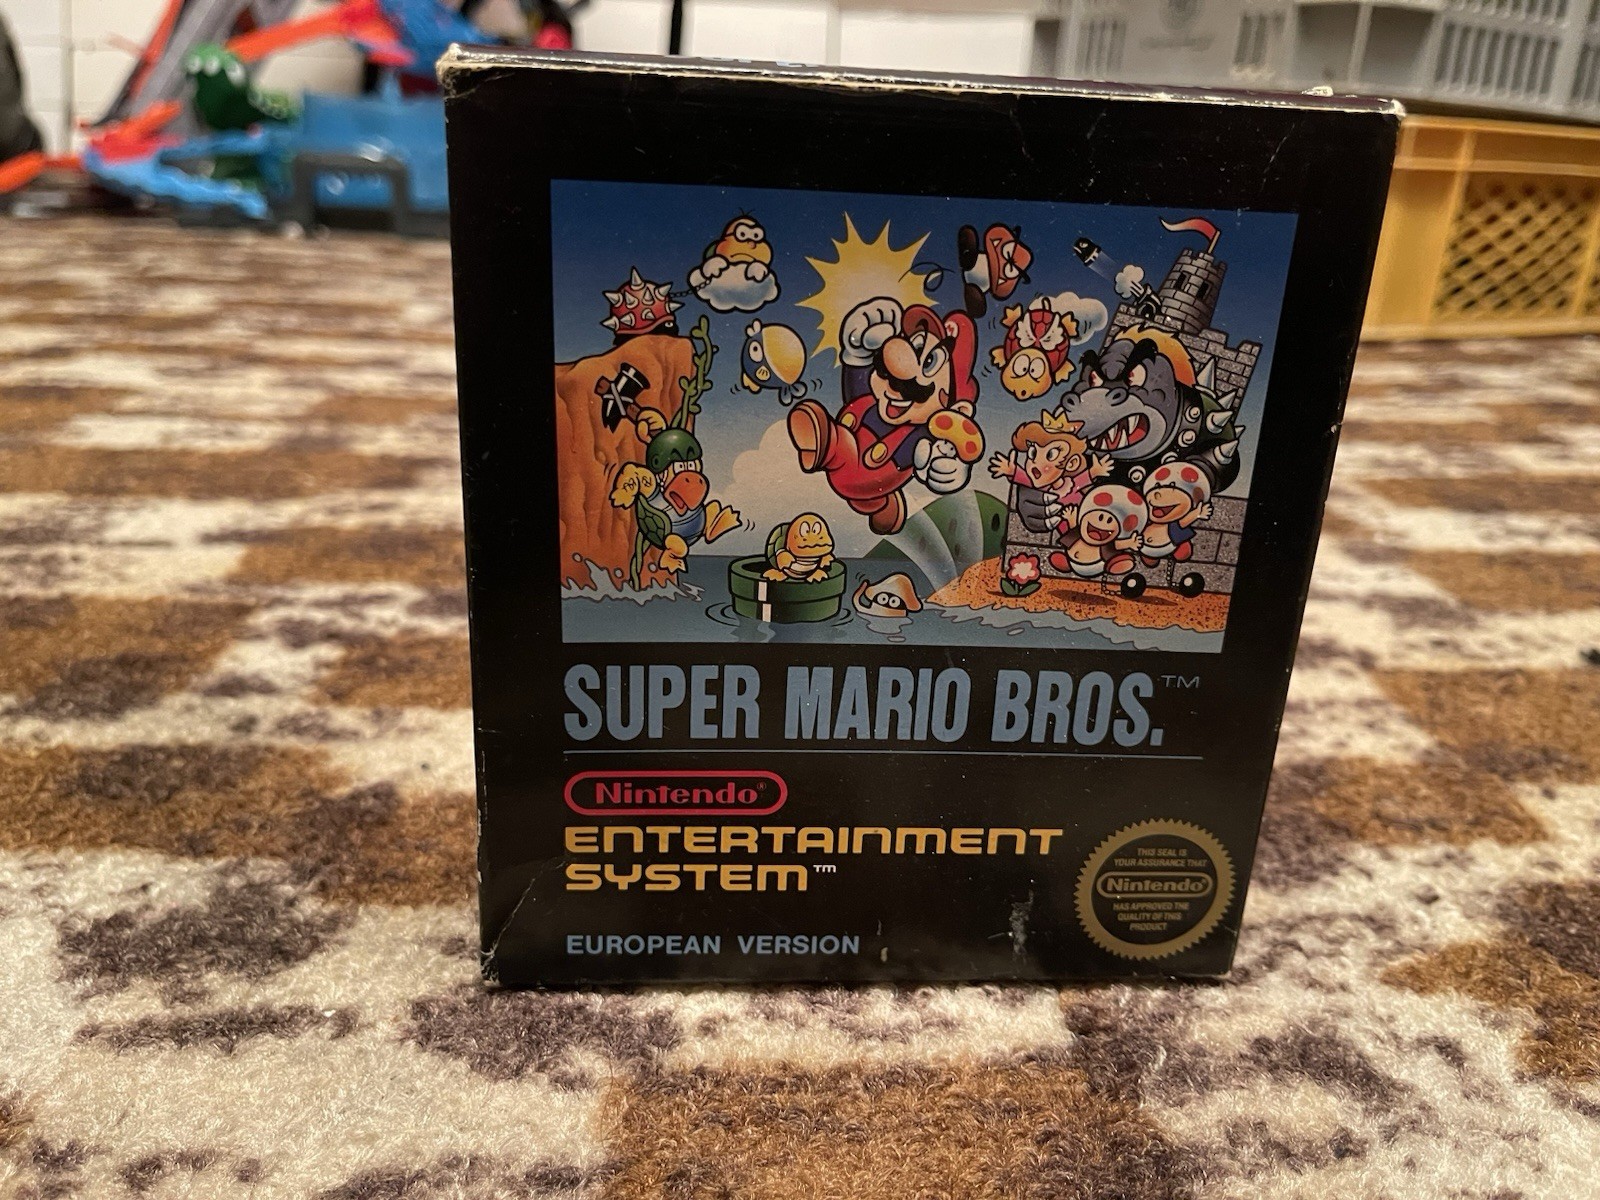 SUPER MARIO BROS.™
Nintendo®
ENTERTAINMENT
SYSTEM™
EUROPEAN VERSION
THIS SEAL IS
YOUR ASSURANCE THAT
Nintendo®
HAS APPROVED THE
QUALITY OF THIS
PRODUCT